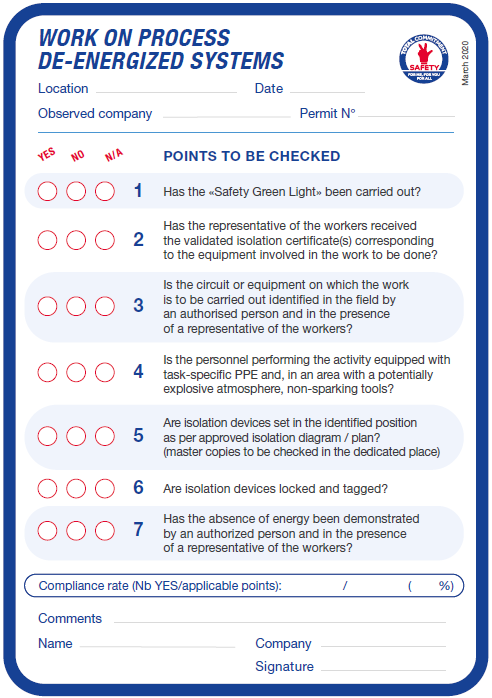 WORK ON PROCESS
DE-ENERGIZED SYSTEMS
TOTAL COMMITMENT
SAFETY
FOR ME, FOR YOU
FOR ALL
March 2020
Location
Date
Observed company
Permit N°
YES NO N/A
POINTS TO BE CHECKED
1 Has the «Safety Green Light» been carried out?
2 Has the representative of the workers received
the validated isolation certificate(s) corresponding
to the equipment involved in the work to be done?
3 Is the circuit or equipment on which the work
is to be carried out identified in the field by
an authorised person and in the presence
of a representative of the workers?
4 Is the personnel performing the activity equipped with
task-specific PPE and, in an area with a potentially
explosive atmosphere, non-sparking tools?
5 Are isolation devices set in the identified position
as per approved isolation diagram / plan?
(master copies to be checked in the dedicated place)
6 Are isolation devices locked and tagged?
7 Has the absence of energy been demonstrated
by an authorized person and in the presence
of a representative of the workers?
Compliance rate (Nb YES/applicable points): / ( %)
Comments
Name
Company
Signature